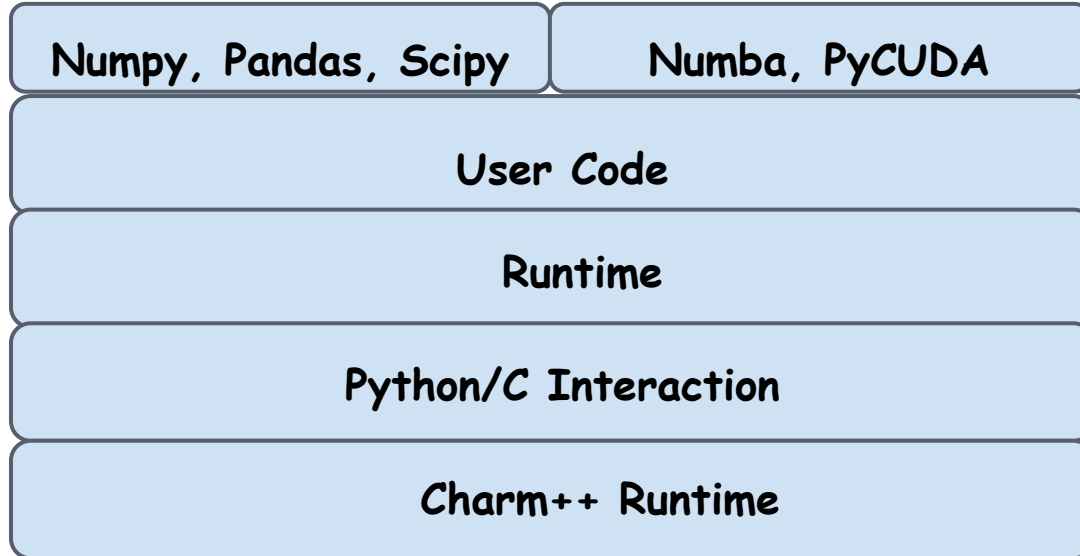 Numpy, Pandas, Scipy
Numba, PyCUDA
User Code
Runtime
Python/C Interaction
Charm++ Runtime